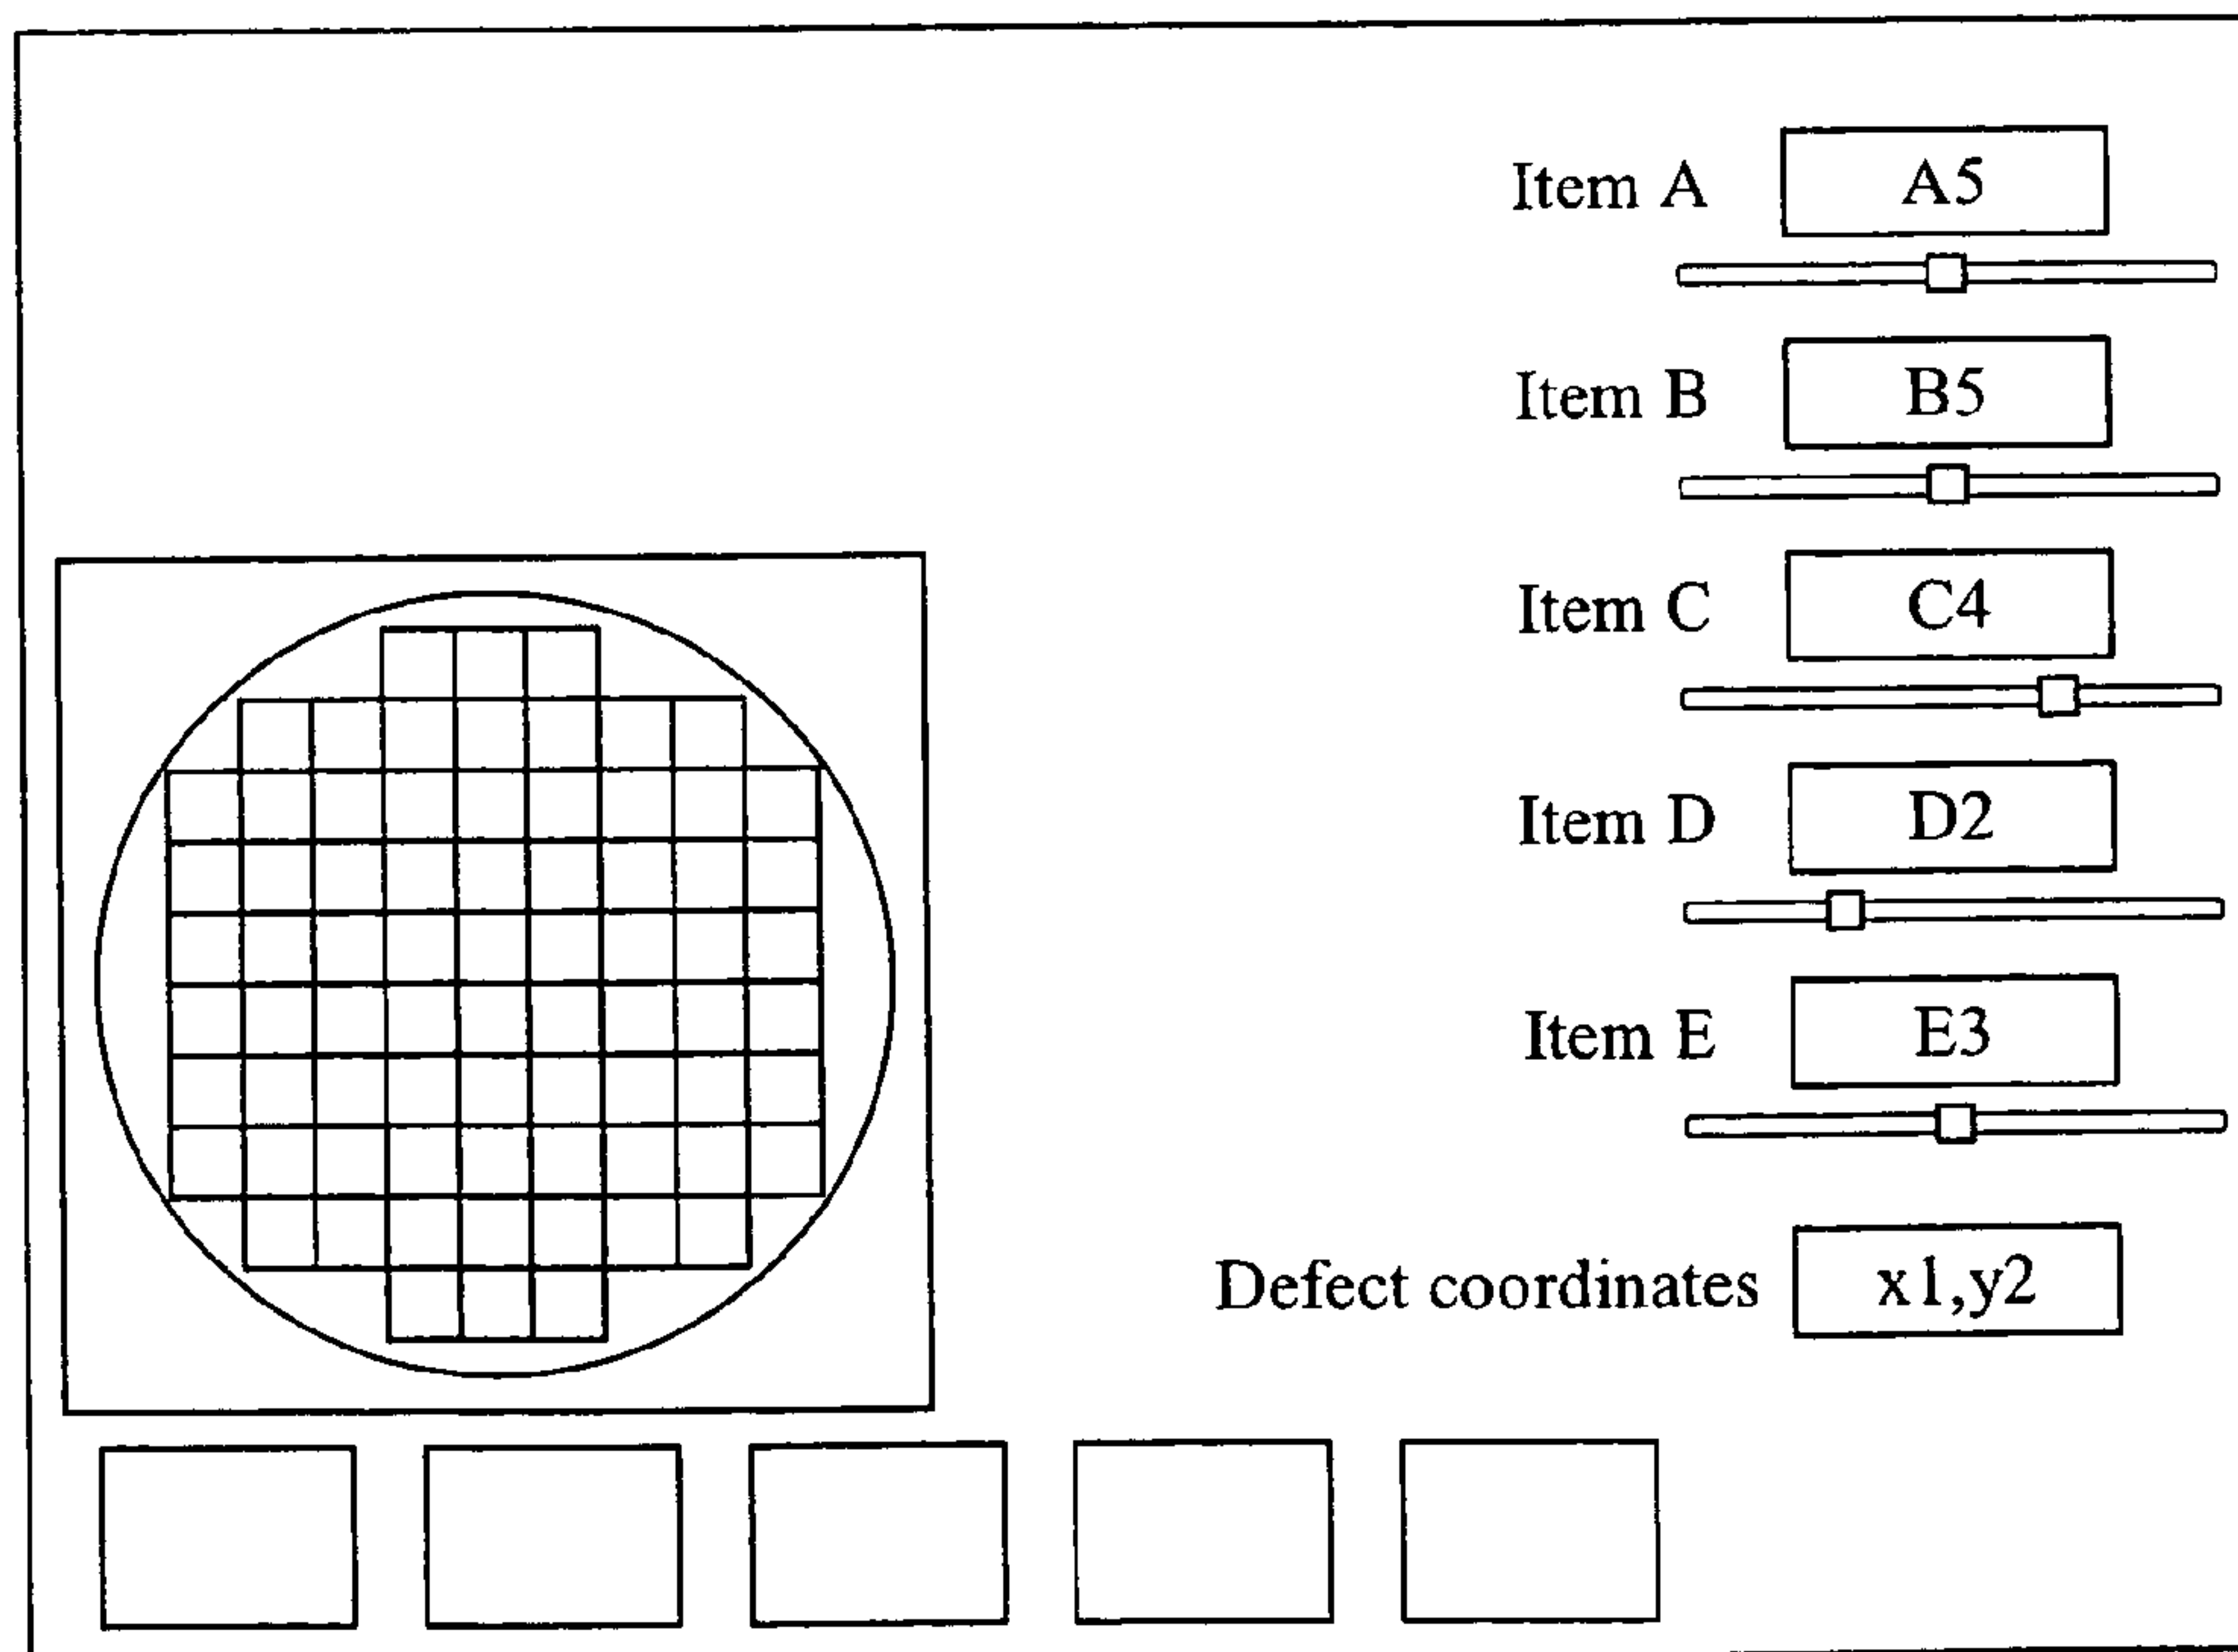 Item A A5
Item B B5
Item C C4
Item D D2
Item E E3
Defect coordinates x1,y2